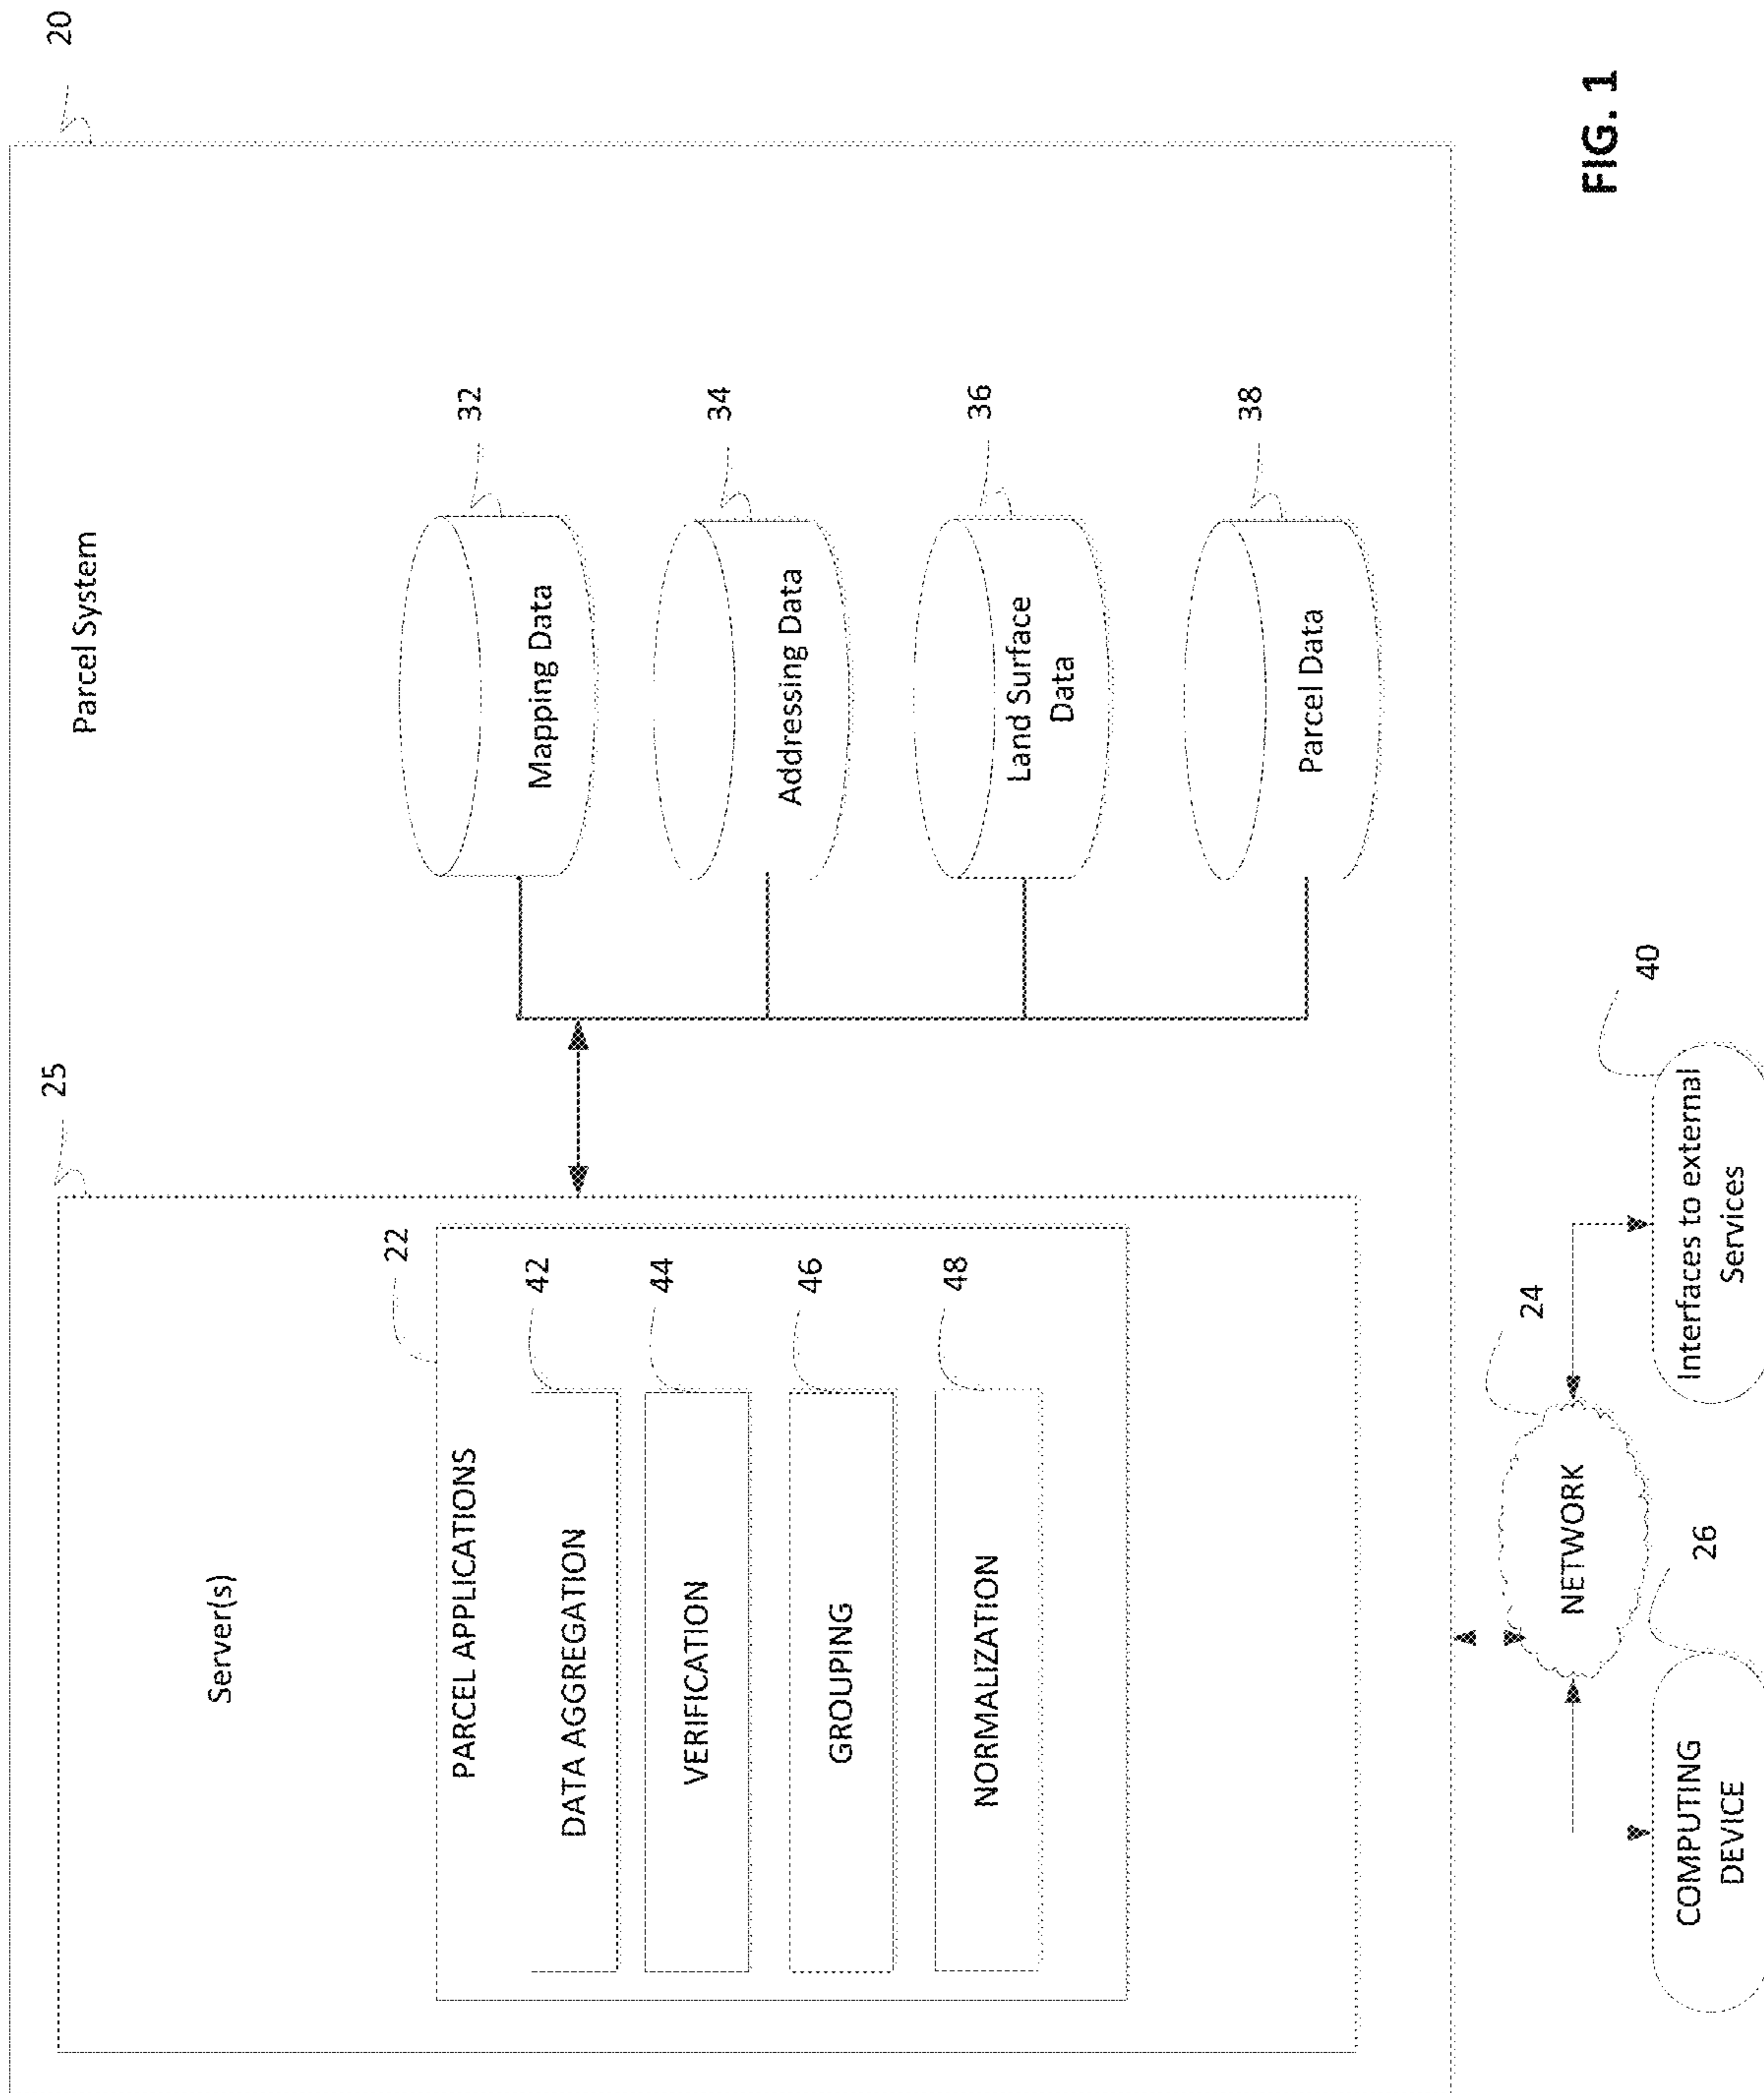 20
Parcel System
25
Server(s)
22
PARCEL APPLICATIONS
42
DATA AGGREGATION
44
VERIFICATION
46
GROUPING
48
NORMALIZATION
32
Mapping Data
34
Addressing Data
36
Land Surface
Data
38
Parcel Data
24
NETWORK
26
COMPUTING
DEVICE
40
Interfaces to external
Services
FIG. 1